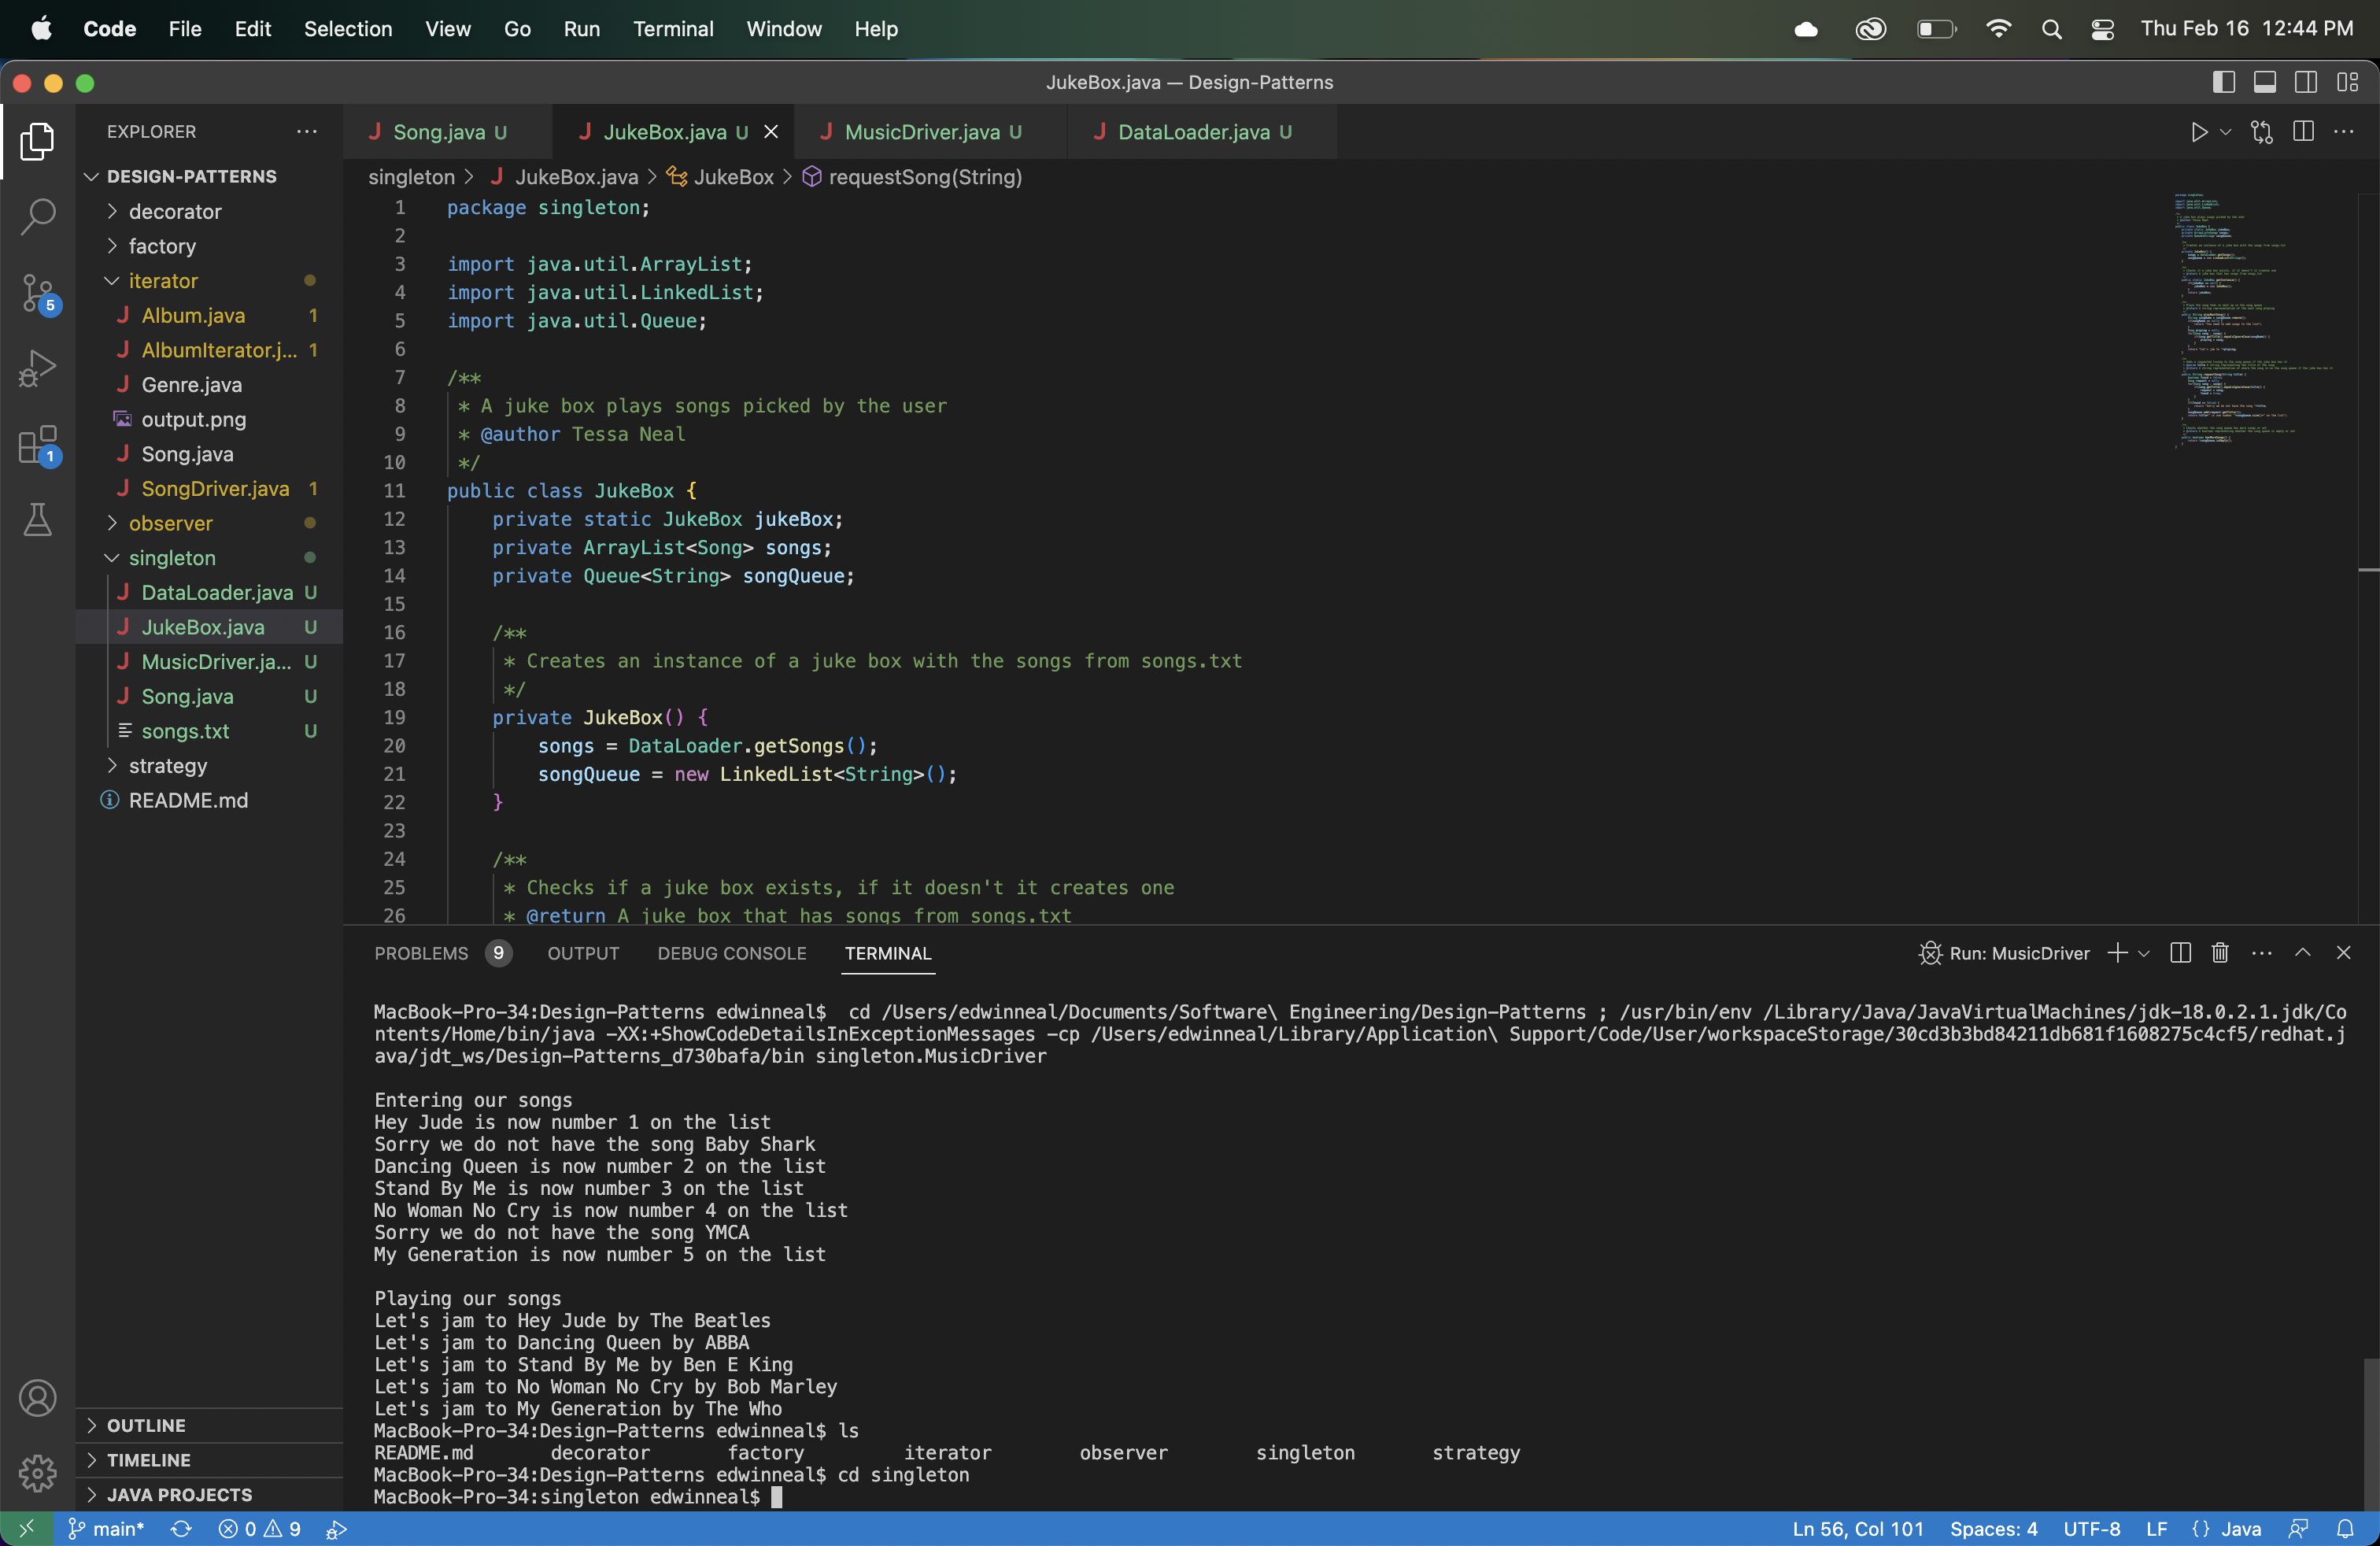 Code File Edit Selection View Go Run Terminal Window Help Thu Feb 16 12:44 PM
JukeBox.java — Design-Patterns
EXPLORER
DESIGN-PATTERNS
decorator
factory
iterator
Album.java 1
AlbumIterator.j... 1
Genre.java
output.png
Song.java
SongDriver.java 1
observer
singleton
DataLoader.java U
JukeBox.java U
MusicDriver.ja... U
Song.java U
songs.txt U
strategy
README.md
OUTLINE
TIMELINE
JAVA PROJECTS
5
1
Song.java U JukeBox.java U MusicDriver.java U DataLoader.java U
singleton > JukeBox.java > JukeBox > requestSong(String)
1 package singleton;
2
3 import java.util.ArrayList;
4 import java.util.LinkedList;
5 import java.util.Queue;
6
7 /**
8 * A juke box plays songs picked by the user
9 * @author Tessa Neal
10 */
11 public class JukeBox {
12 private static JukeBox jukeBox;
13 private ArrayList<Song> songs;
14 private Queue<String> songQueue;
15
16 /**
17 * Creates an instance of a juke box with the songs from songs.txt
18 */
19 private JukeBox() {
20 songs = DataLoader.getSongs();
21 songQueue = new LinkedList<String>();
22 }
23
24 /**
25 * Checks if a juke box exists, if it doesn't it creates one
26 * @return A juke box that has songs from songs.txt
PROBLEMS 9 OUTPUT DEBUG CONSOLE TERMINAL Run: MusicDriver
MacBook-Pro-34:Design-Patterns edwinneal$  cd /Users/edwinneal/Documents/Software\ Engineering/Design-Patterns ; /usr/bin/env /Library/Java/JavaVirtualMachines/jdk-18.0.2.1.jdk/Co
ntents/Home/bin/java -XX:+ShowCodeDetailsInExceptionMessages -cp /Users/edwinneal/Library/Application\ Support/Code/User/workspaceStorage/30cd3b3bd84211db681f1608275c4cf5/redhat.j
ava/jdt_ws/Design-Patterns_d730bafa/bin singleton.MusicDriver
Entering our songs
Hey Jude is now number 1 on the list
Sorry we do not have the song Baby Shark
Dancing Queen is now number 2 on the list
Stand By Me is now number 3 on the list
No Woman No Cry is now number 4 on the list
Sorry we do not have the song YMCA
My Generation is now number 5 on the list
Playing our songs
Let's jam to Hey Jude by The Beatles
Let's jam to Dancing Queen by ABBA
Let's jam to Stand By Me by Ben E King
Let's jam to No Woman No Cry by Bob Marley
Let's jam to My Generation by The Who
MacBook-Pro-34:Design-Patterns edwinneal$ ls
README.md decorator factory iterator observer singleton strategy
MacBook-Pro-34:Design-Patterns edwinneal$ cd singleton
MacBook-Pro-34:singleton edwinneal$
main* 0 9 Ln 56, Col 101 Spaces: 4 UTF-8 LF {} Java